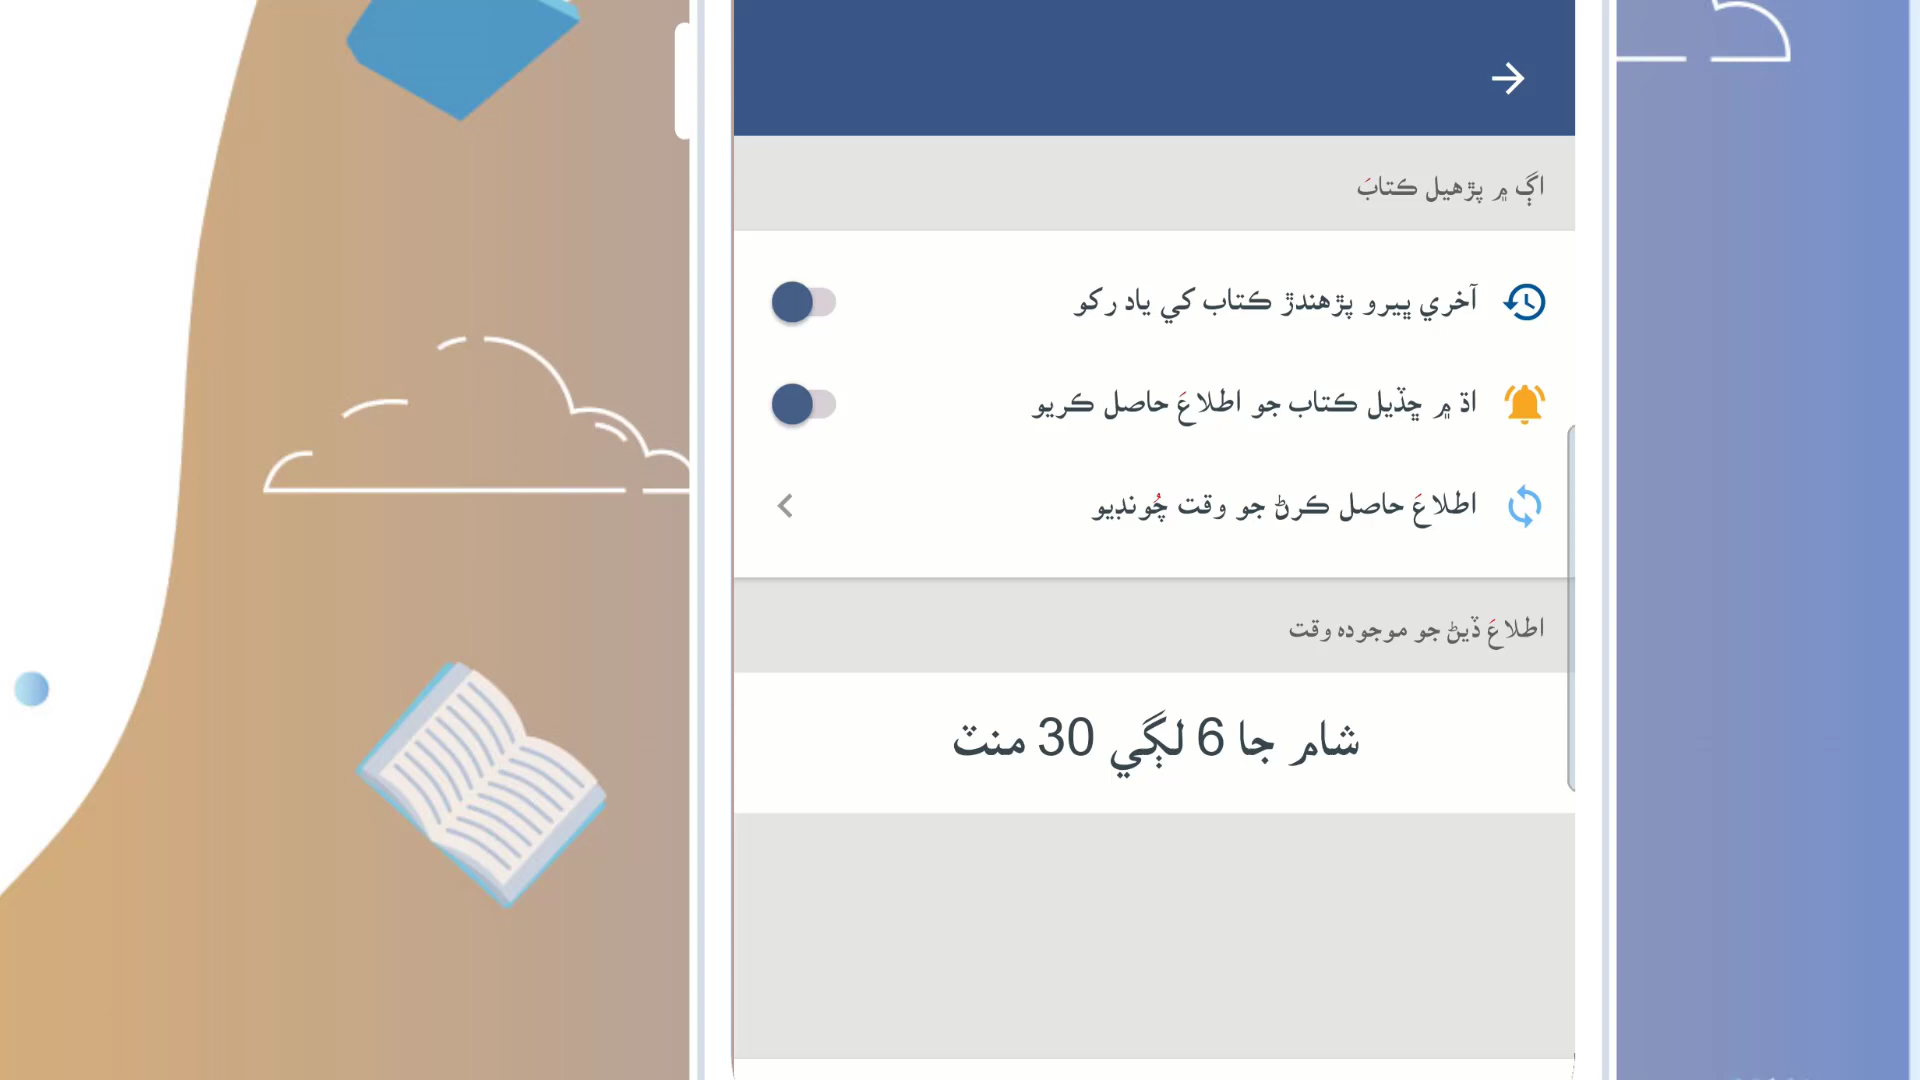 اڳ ۾ پڙهيل ڪتابَ
آخري ڀيرو پڙهندڙ ڪتاب کي ياد رکو
اڌ ۾ ڇڏيل ڪتاب جو اطلاعَ حاصل ڪريو
اطلاعَ حاصل ڪرڻ جو وقت چُونڊيو
اطلاعَ ڏيڻ جو موجوده وقت
شام جا 6 لڳي 30 منٽ